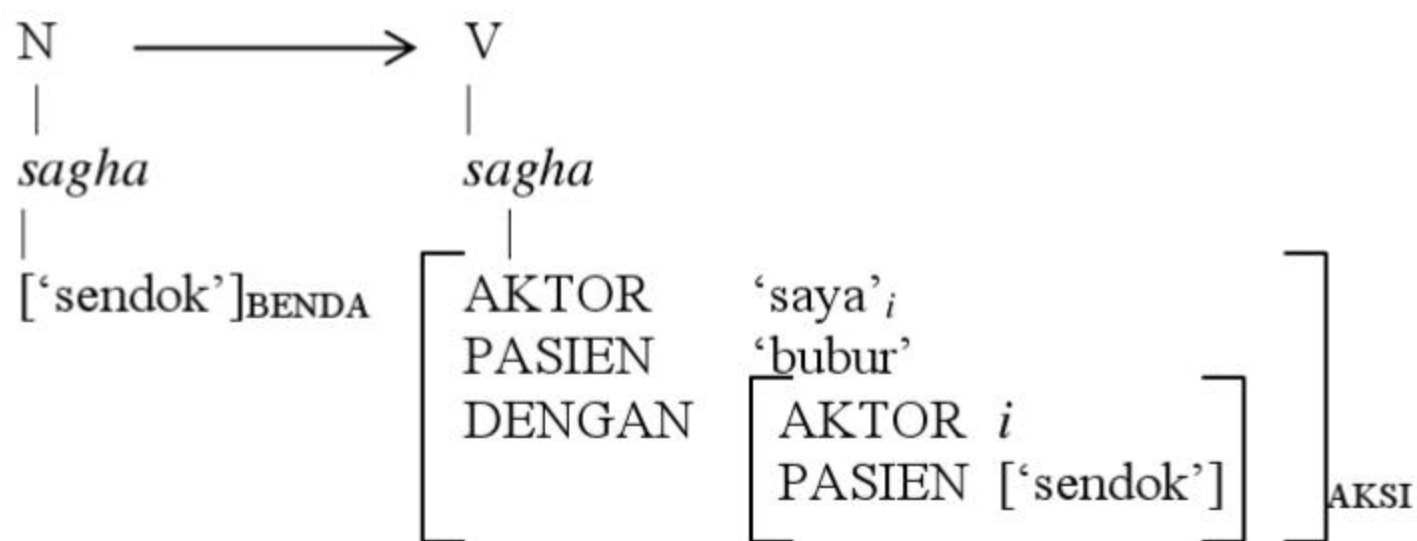 N V
sagha sagha
[‘sendok’]BENDA AKTOR ‘saya’i
PASIEN ‘bubur’
DENGAN AKTOR i
PASIEN [‘sendok’] AKSI